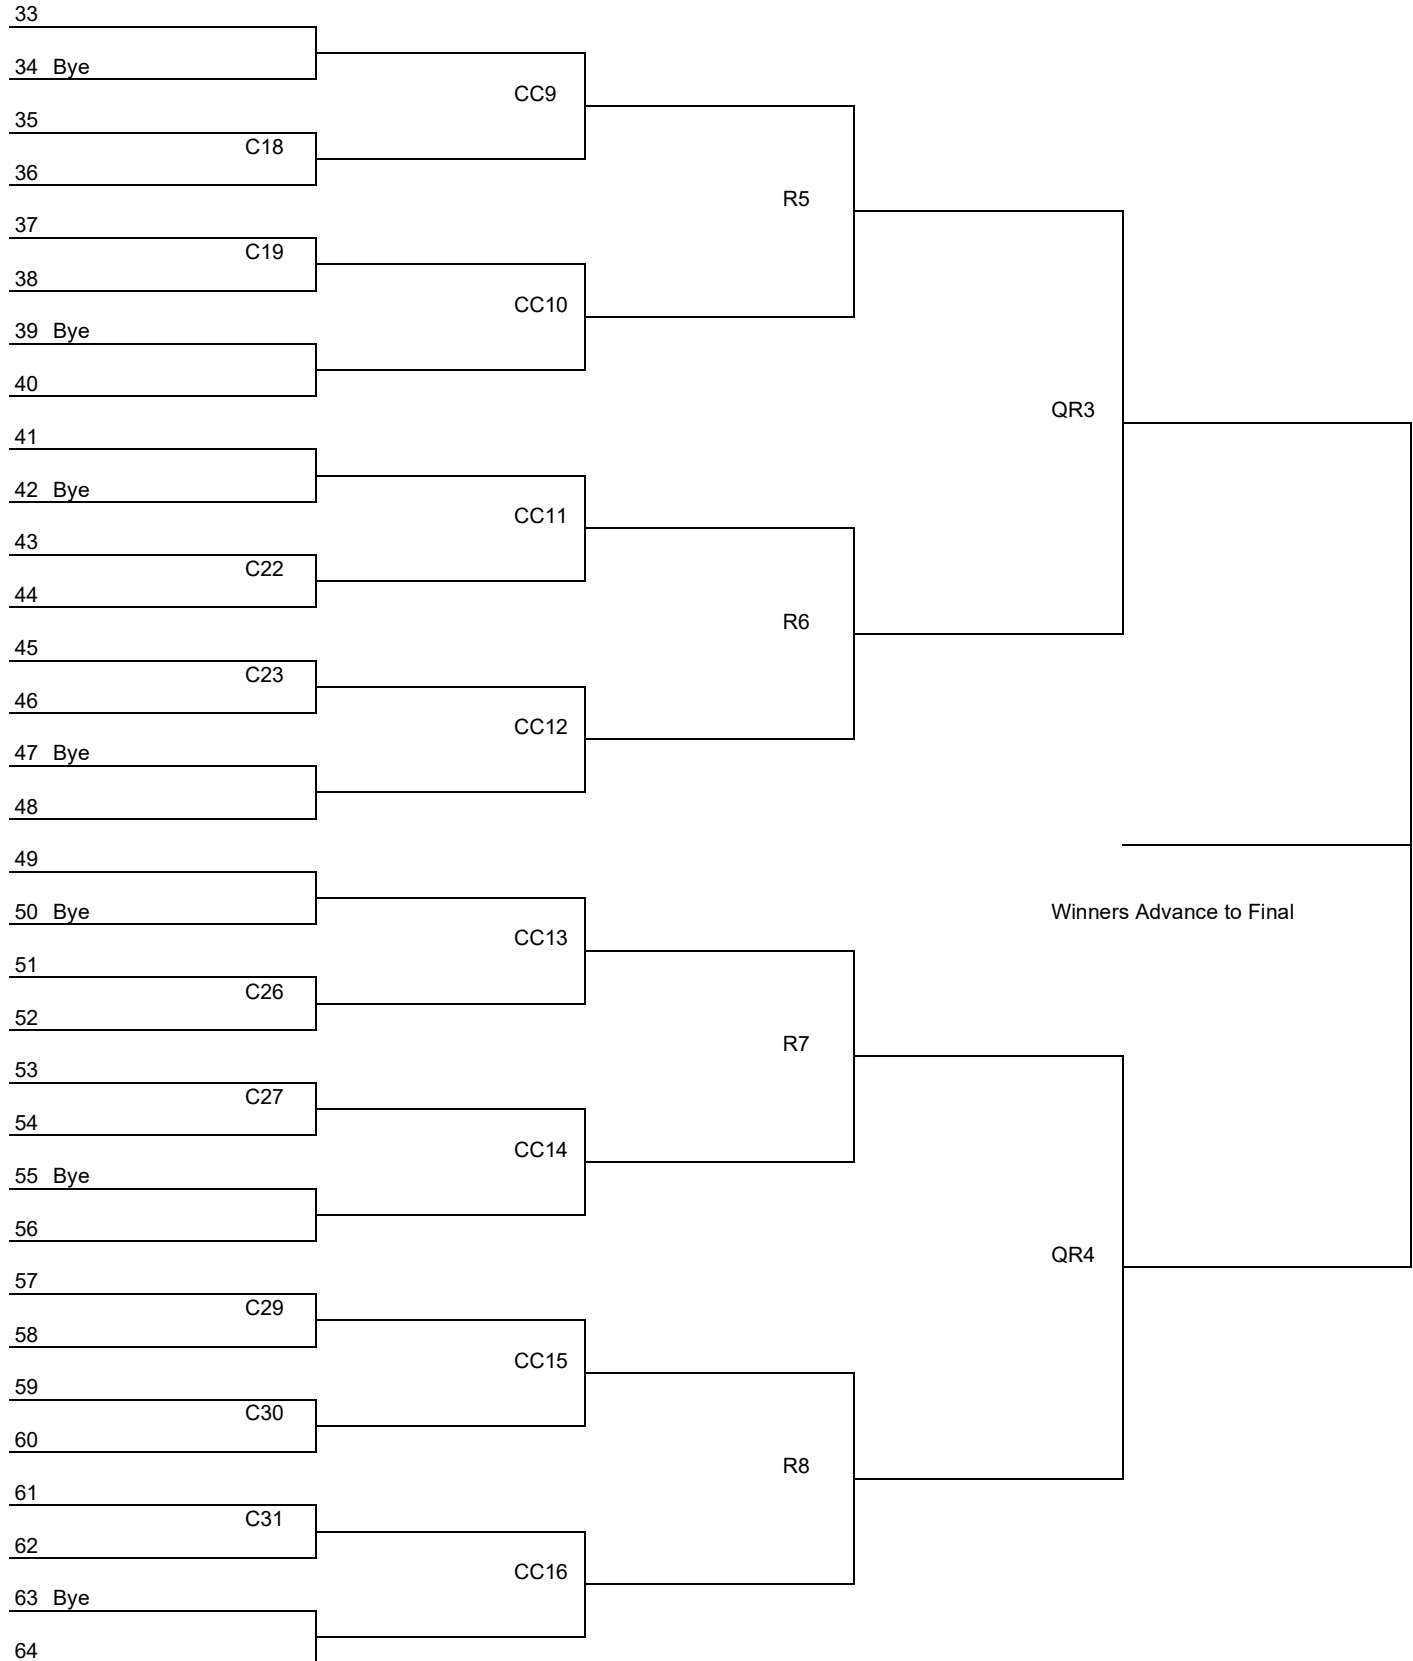 33
34 Bye
CC9
35
C18
36
R5
37
C19
38
CC10
39 Bye
40
QR3
41
42 Bye
CC11
43
C22
44
R6
45
C23
46
CC12
47 Bye
48
49
50 Bye
Winners Advance to Final
CC13
51
C26
52
R7
53
C27
54
CC14
55 Bye
56
QR4
57
C29
58
CC15
59
C30
60
R8
61
C31
62
CC16
63 Bye
64